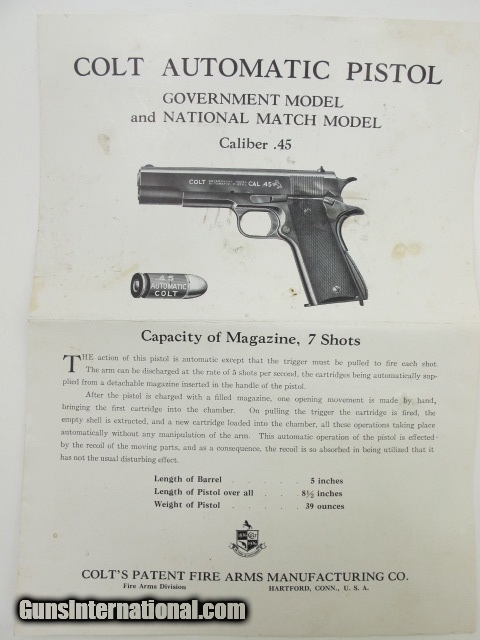 COLT AUTOMATIC PISTOL
GOVERNMENT MODEL
and NATIONAL MATCH MODEL
Caliber .45
COLT
CAL .45
.45
AUTOMATIC
COLT
Capacity of Magazine, 7 Shots
THE action of this pistol is automatic except that the trigger must be pulled to fire each shot.
The arm can be discharged at the rate of 5 shots per second, the cartridges being automatically sup-
plied from a detachable magazine inserted in the handle of the pistol.
After the pistol is charged with a filled magazine, one opening movement is made by hand,
bringing the first cartridge into the chamber. On pulling the trigger the cartridge is fired, the
empty shell is extracted, and a new cartridge loaded into the chamber, all these operations taking place
automatically without any manipulation of the arm. This automatic operation of the pistol is effected
by the recoil of the moving parts, and as a consequence, the recoil is so absorbed in being utilized that it
has not the usual disturbing effect.
Length of Barrel . . . . 5 inches
Length of Pistol over all . . . 8½ inches
Weight of Pistol . . . . 39 ounces
COLT'S PATENT FIRE ARMS MANUFACTURING CO.
Fire Arms Division HARTFORD, CONN., U. S. A.
GunsInternational.com